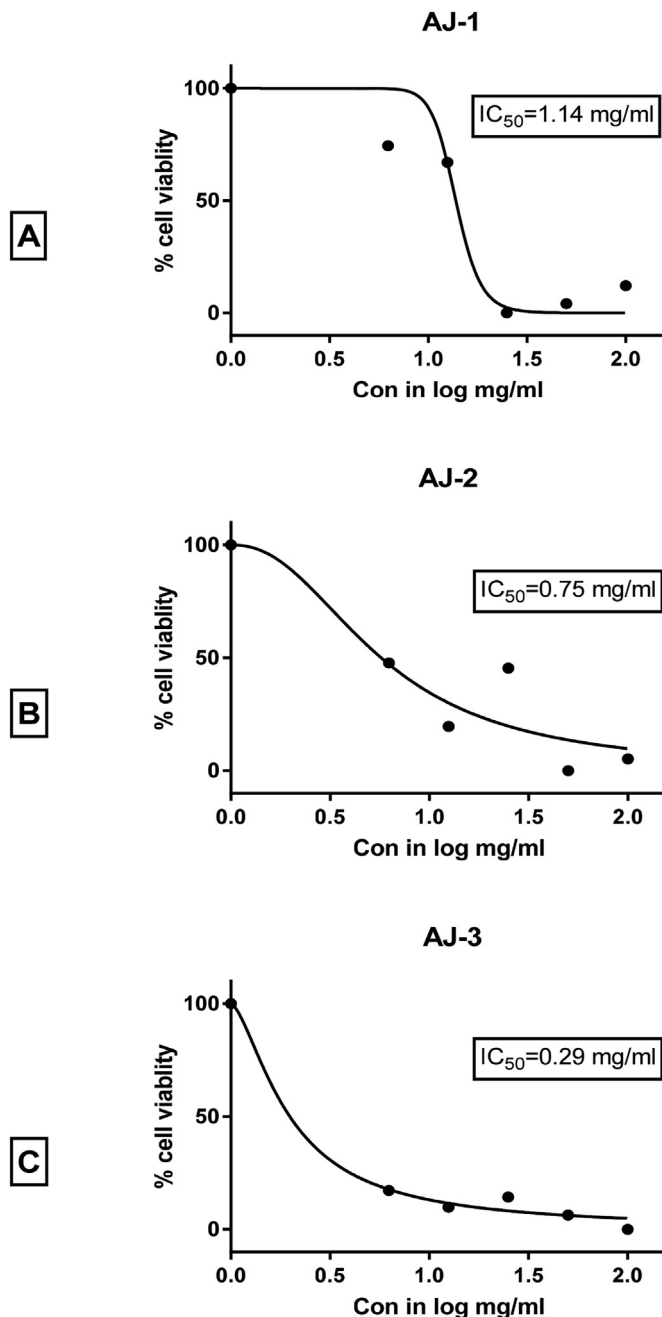 AJ-1
100
50
0
% cell viablity
IC50=1.14 mg/ml
A
0.0 0.5 1.0 1.5 2.0
Con in log mg/ml
AJ-2
100
50
0
% cell viablity
IC50=0.75 mg/ml
B
0.0 0.5 1.0 1.5 2.0
Con in log mg/ml
AJ-3
100
50
0
% cell viablity
IC50=0.29 mg/ml
C
0.0 0.5 1.0 1.5 2.0
Con in log mg/ml